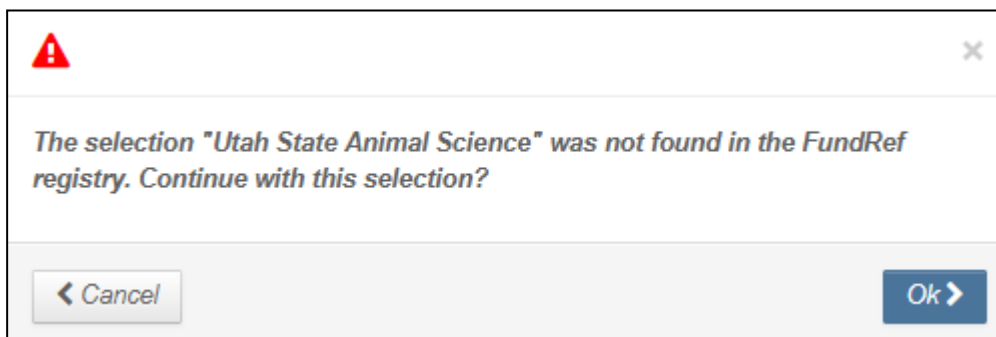 The selection "Utah State Animal Science" was not found in the FundRef
registry. Continue with this selection?
Cancel
Ok